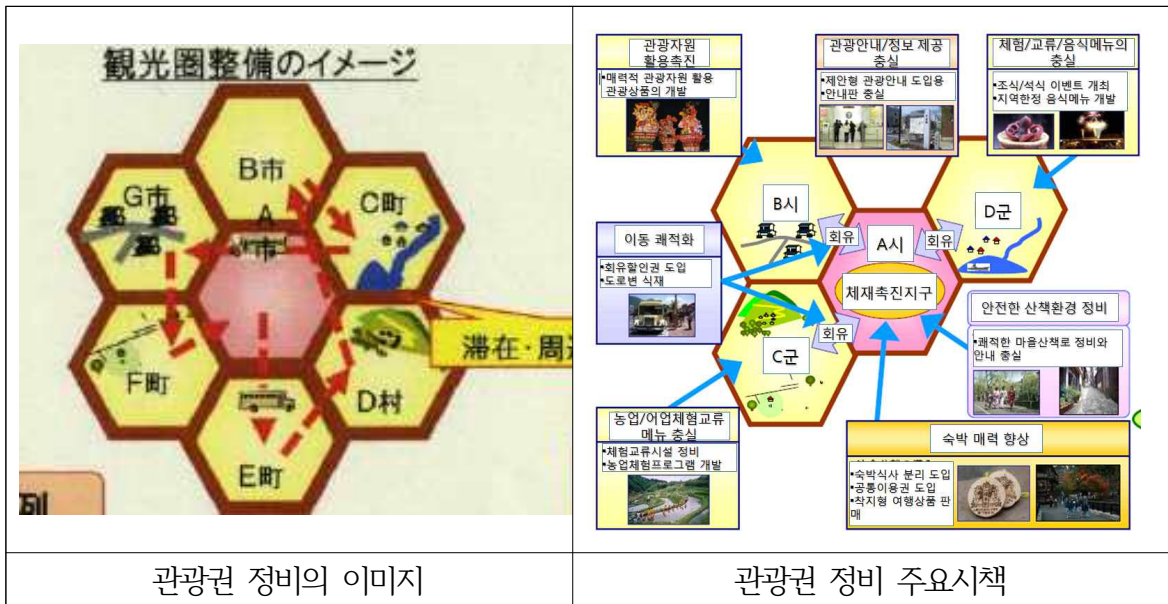 観光圏整備のイメージ
B市
G市
A
市
C町
滞在·周
F町
D村
E町
例
관광자원
활용촉진
▪매력적 관광자원 활용
관광상품의 개발
관광안내/정보 제공
충실
▪제안형 관광안내 도입용
▪안내판 충실
체험/교류/음식메뉴의
충실
▪조식/석식 이벤트 개최
▪지역한정 음식메뉴 개발
B시
회유
A시
회유
D군
이동 쾌적화
▪회유할인권 도입
▪도로변 식재
체재촉진지구
회유
C군
안전한 산책환경 정비
▪쾌적한 마을산책로 정비와
안내 충실
농업/어업체험교류
메뉴 충실
▪체험교류시설 정비
▪농업체험프로그램 개발
숙박 매력 향상
▪숙박식사 분리 도입
▪공통이용권 도입
▪착지형 여행상품 판
매
관광권 정비의 이미지
관광권 정비 주요시책